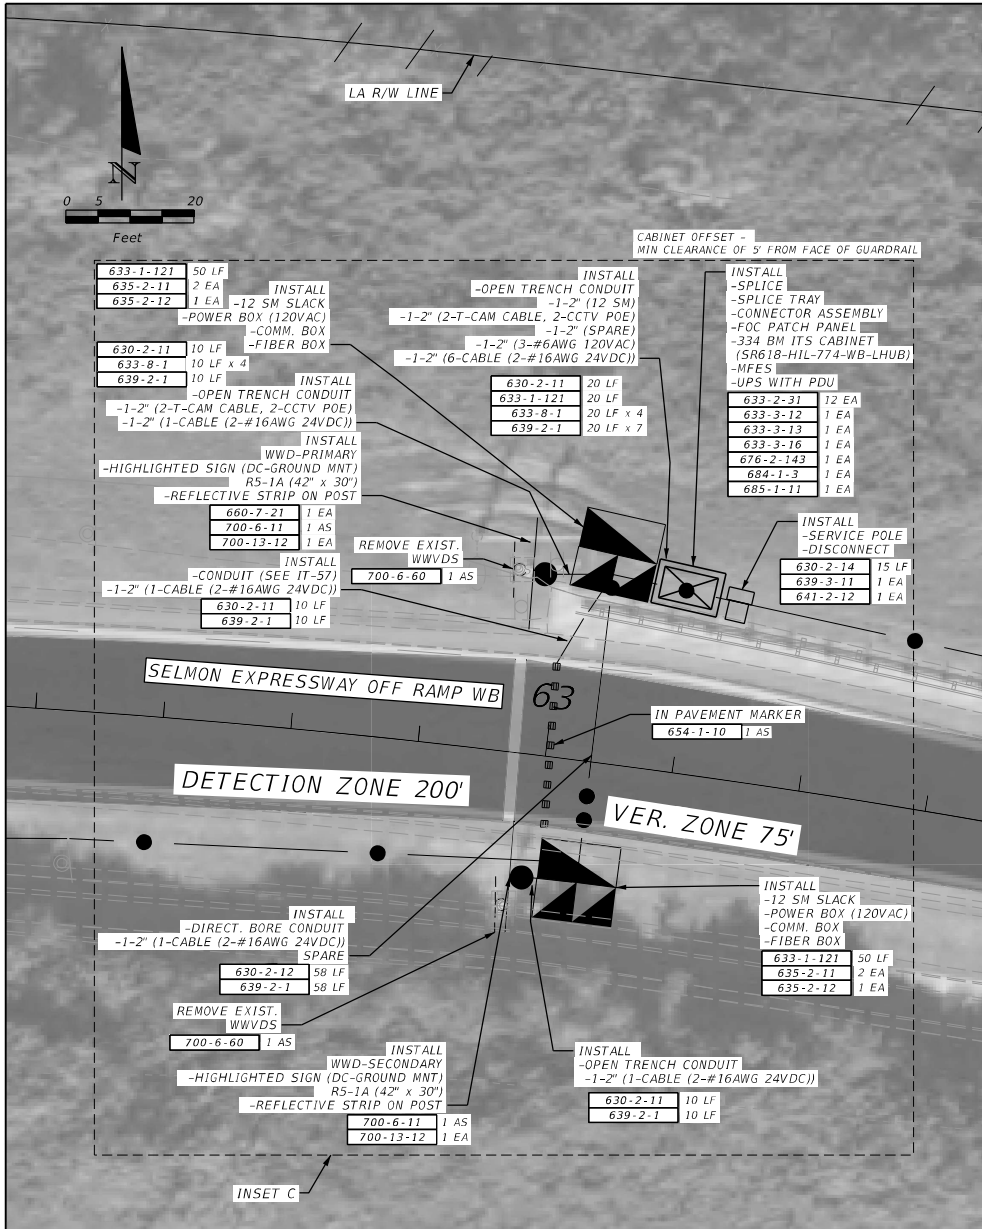 LA R/W LINE
N
0 5 20
Feet
CABINET OFFSET -
MIN CLEARANCE OF 5' FROM FACE OF GUARDRAIL
633-1-121 50 LF
635-2-11 2 EA
635-2-12 1 EA
INSTALL
-12 SM SLACK
-POWER BOX (120VAC)
-COMM. BOX
-FIBER BOX
630-2-11 10 LF
633-8-1 10 LF x 4
639-2-1 10 LF
INSTALL
-OPEN TRENCH CONDUIT
-1-2" (2-T-CAM CABLE, 2-CCTV POE)
-1-2" (1-CABLE (2-#16AWG 24VDC))
INSTALL
WWD-PRIMARY
-HIGHLIGHTED SIGN (DC-GROUND MNT)
R5-1A (42" x 30")
-REFLECTIVE STRIP ON POST
660-7-21 1 EA
700-6-11 1 AS
700-13-12 1 EA
INSTALL
-CONDUIT (SEE IT-57)
-1-2" (1-CABLE (2-#16AWG 24VDC))
630-2-11 10 LF
639-2-1 10 LF
REMOVE EXIST.
WWVDS
700-6-60 1 AS
INSTALL
-OPEN TRENCH CONDUIT
-1-2" (12 SM)
-1-2" (2-T-CAM CABLE, 2-CCTV POE)
-1-2" (SPARE)
-1-2" (3-#6AWG 120VAC)
-1-2" (6-CABLE (2-#16AWG 24VDC))
630-2-11 20 LF
633-1-121 20 LF
633-8-1 20 LF x 4
639-2-1 20 LF x 7
INSTALL
-SPLICE
-SPLICE TRAY
-CONNECTOR ASSEMBLY
-FOC PATCH PANEL
-334 BM ITS CABINET
(SR618-HIL-774-WB-LHUB)
-MFES
-UPS WITH PDU
633-2-31 12 EA
633-3-12 1 EA
633-3-13 1 EA
633-3-16 1 EA
676-2-143 1 EA
684-1-3 1 EA
685-1-11 1 EA
INSTALL
-SERVICE POLE
-DISCONNECT
630-2-14 15 LF
639-3-11 1 EA
641-2-12 1 EA
SELMON EXPRESSWAY OFF RAMP WB
63
IN PAVEMENT MARKER
654-1-10 1 AS
DETECTION ZONE 200'
VER. ZONE 75'
INSTALL
-DIRECT. BORE CONDUIT
-1-2" (1-CABLE (2-#16AWG 24VDC))
SPARE
630-2-12 58 LF
639-2-1 58 LF
REMOVE EXIST.
WWVDS
700-6-60 1 AS
INSTALL
WWD-SECONDARY
-HIGHLIGHTED SIGN (DC-GROUND MNT)
R5-1A (42" x 30")
-REFLECTIVE STRIP ON POST
700-6-11 1 AS
700-13-12 1 EA
INSTALL
-12 SM SLACK
-POWER BOX (120VAC)
-COMM. BOX
-FIBER BOX
633-1-121 50 LF
635-2-11 2 EA
635-2-12 1 EA
INSTALL
-OPEN TRENCH CONDUIT
-1-2" (1-CABLE (2-#16AWG 24VDC))
630-2-11 10 LF
639-2-1 10 LF
INSET C